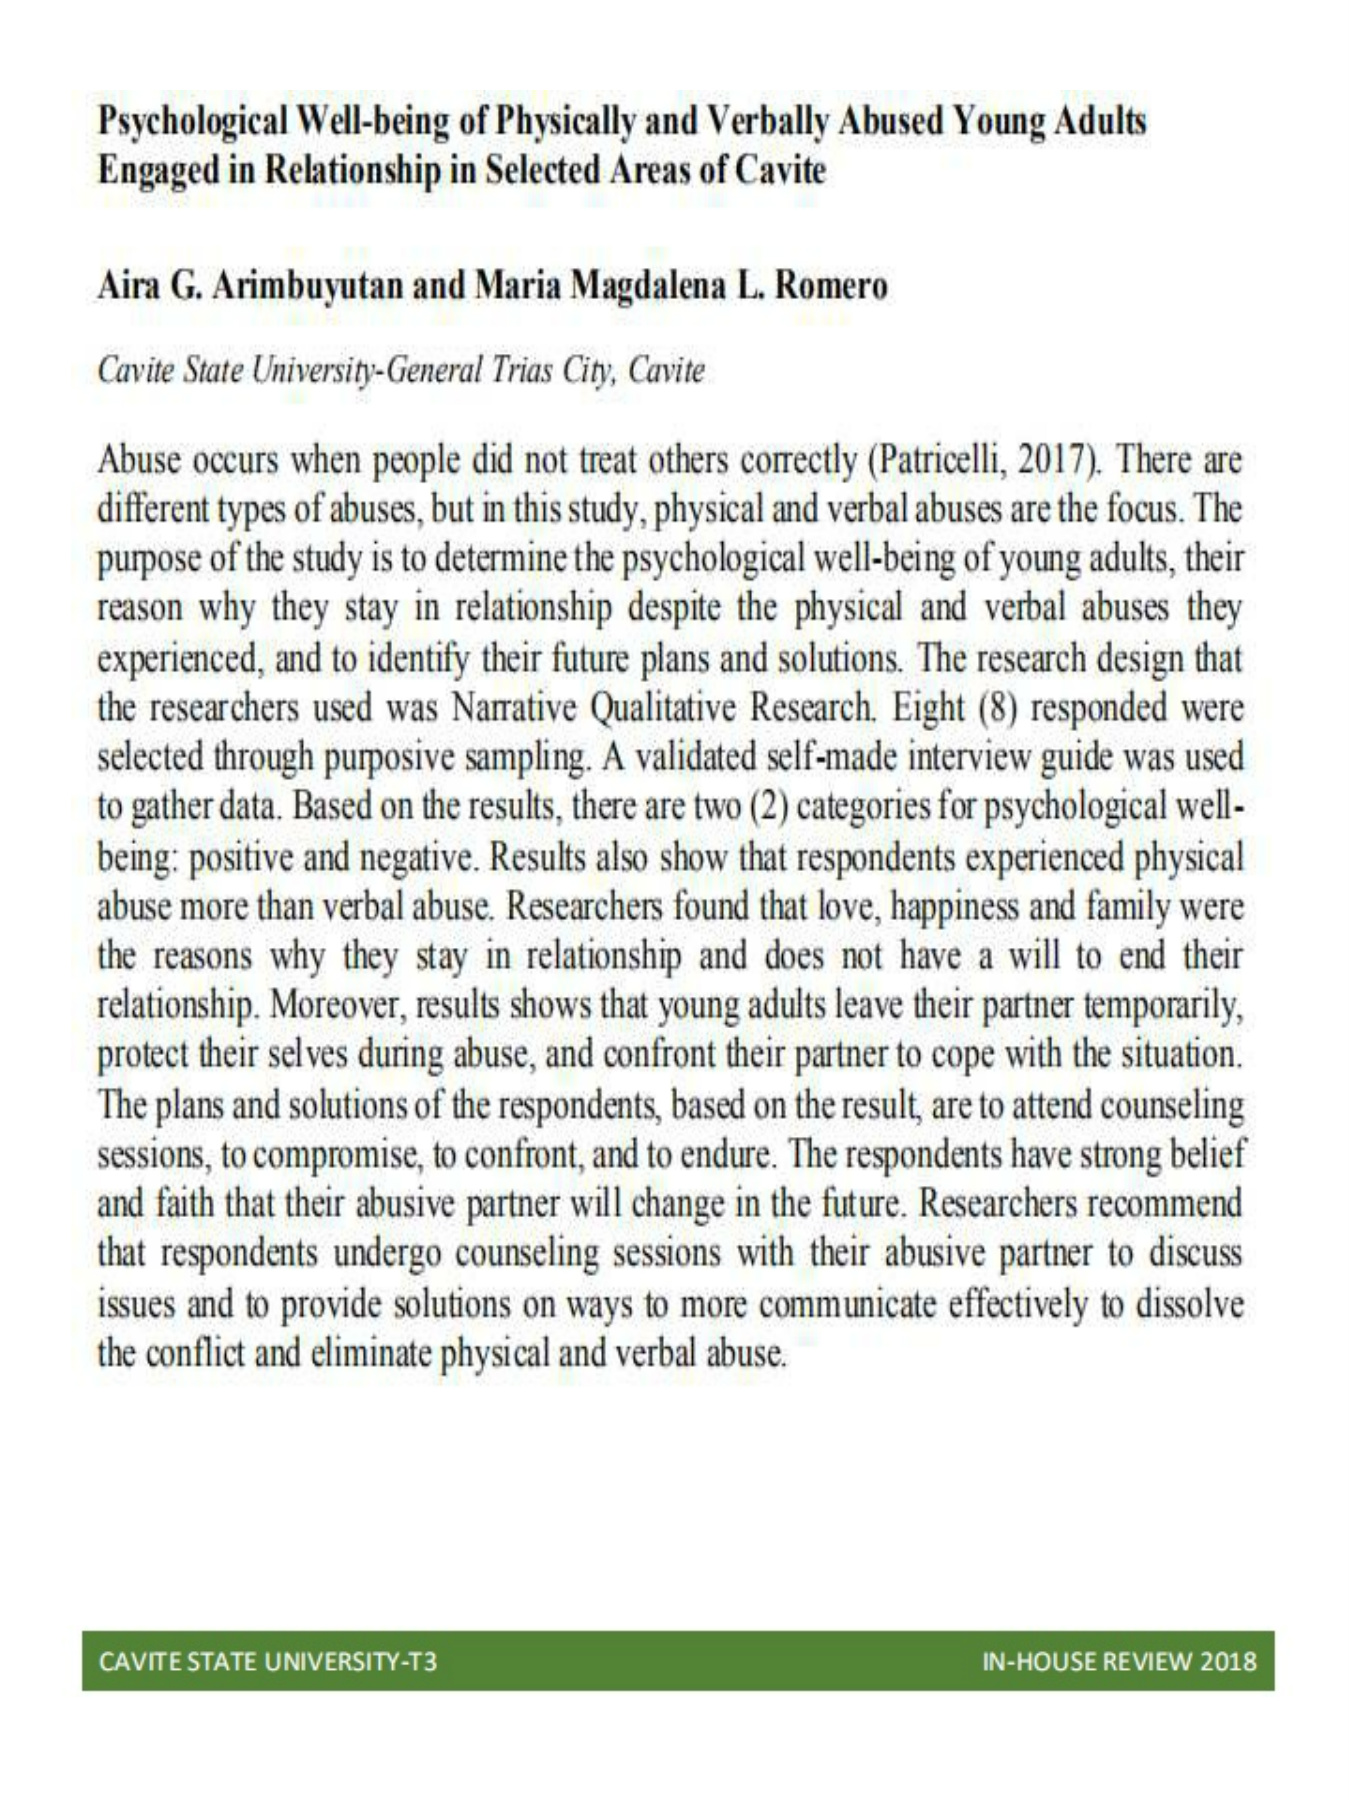 Psychological Well-being of Physically and Verbally Abused Young Adults
Engaged in Relationship in Selected Areas of Cavite
Aira G. Arimbuyutan and Maria Magdalena L. Romero
Cavite State University-General Trias City, Cavite
Abuse occurs when people did not treat others correctly (Patricelli, 2017). There are
different types of abuses, but in this study, physical and verbal abuses are the focus. The
purpose of the study is to determine the psychological well-being of young adults, their
reason why they stay in relationship despite the physical and verbal abuses they
experienced, and to identify their future plans and solutions. The research design that
the researchers used was Narrative Qualitative Research. Eight (8) responded were
selected through purposive sampling. A validated self-made interview guide was used
to gather data. Based on the results, there are two (2) categories for psychological well-
being: positive and negative. Results also show that respondents experienced physical
abuse more than verbal abuse. Researchers found that love, happiness and family were
the reasons why they stay in relationship and does not have a will to end their
relationship. Moreover, results shows that young adults leave their partner temporarily,
protect their selves during abuse, and confront their partner to cope with the situation.
The plans and solutions of the respondents, based on the result, are to attend counseling
sessions, to compromise, to confront, and to endure. The respondents have strong belief
and faith that their abusive partner will change in the future. Researchers recommend
that respondents undergo counseling sessions with their abusive partner to discuss
issues and to provide solutions on ways to more communicate effectively to dissolve
the conflict and eliminate physical and verbal abuse.
CAVITE STATE UNIVERSITY-T3 IN-HOUSE REVIEW 2018